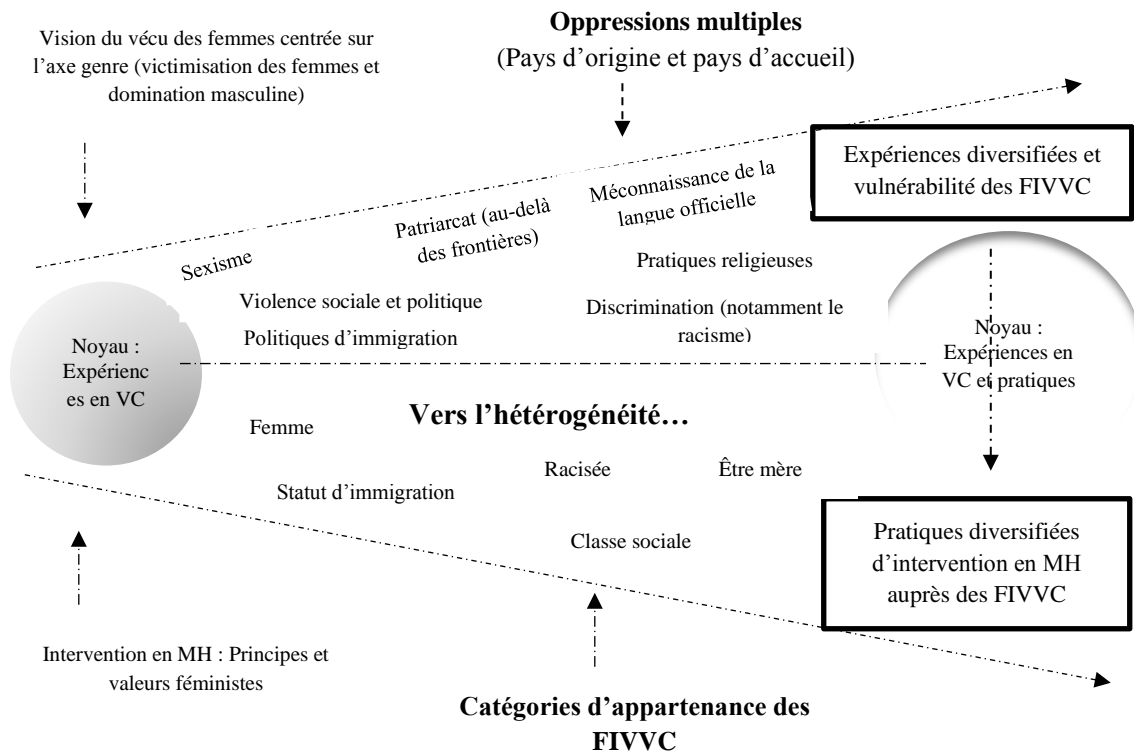 Vision du vécu des femmes centrée sur
l’axe genre (victimisation des femmes et
domination masculine)
Oppressions multiples
(Pays d’origine et pays d’accueil)
Expériences diversifiées et
vulnérabilité des FIVVC
Sexisme
Patriarcat (au-delà
des frontières)
Méconnaissance de la
langue officielle
Pratiques religieuses
Violence sociale et politique
Politiques d’immigration
Discrimination (notamment le
racisme)
Noyau :
Expérienc
es en VC
Noyau :
Expériences en
VC et pratiques
Vers l’hétérogénéité…
Femme
Racisée
Être mère
Statut d’immigration
Classe sociale
Pratiques diversifiées
d’intervention en MH
auprès des FIVVC
Intervention en MH : Principes et
valeurs féministes
Catégories d’appartenance des
FIVVC